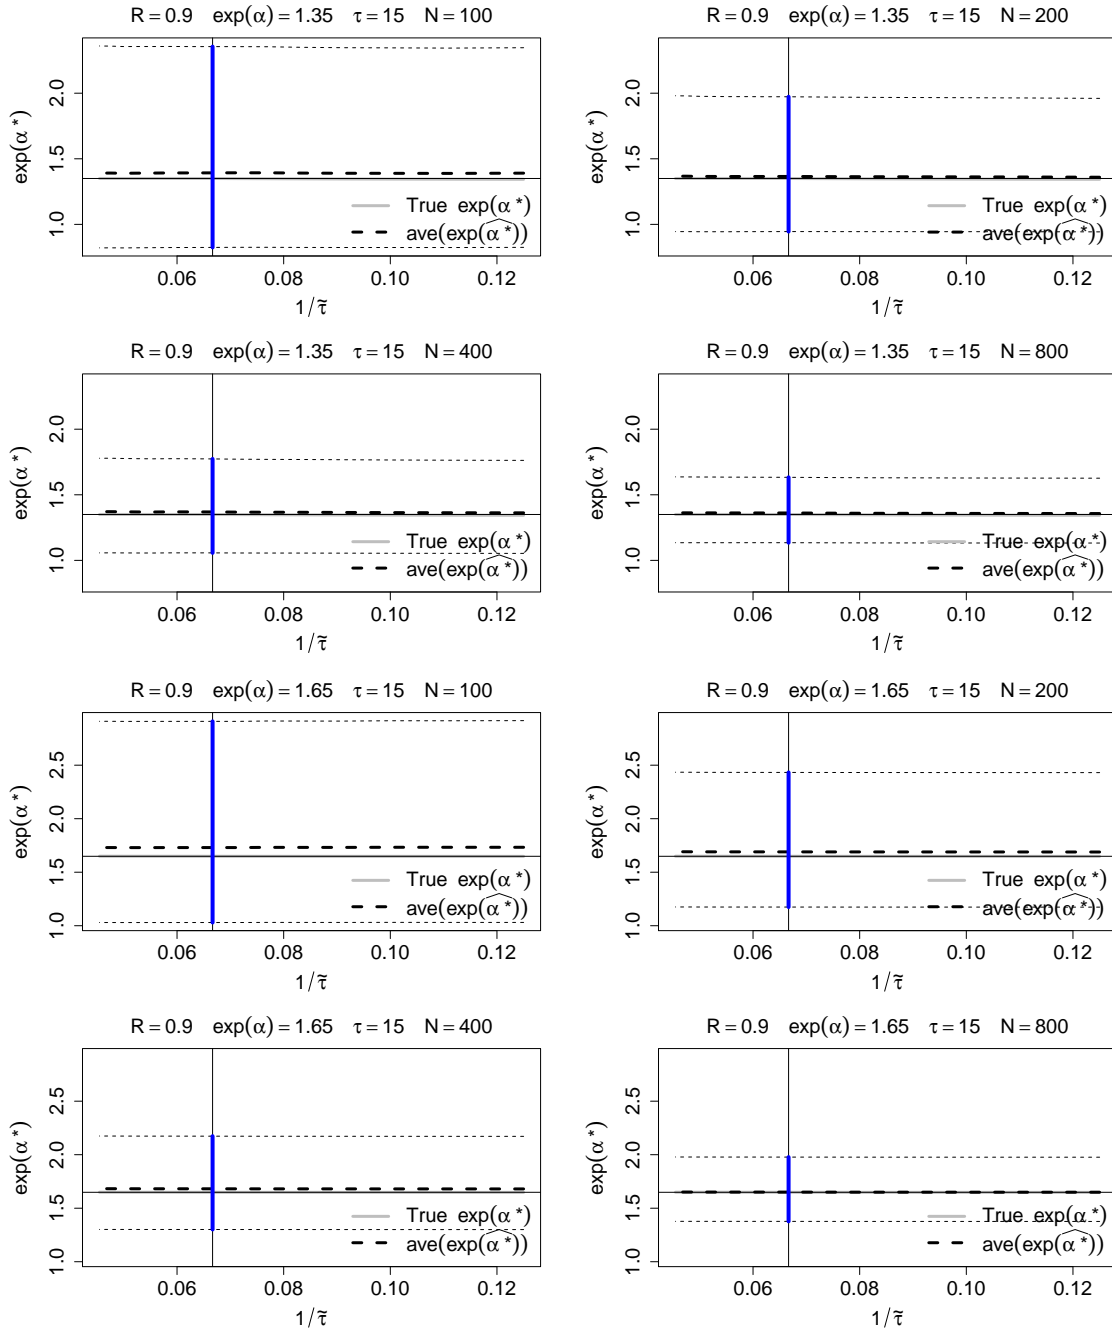 R = 0.9 exp(α) = 1.35 τ = 15 N = 100
exp(α*)
1.0 1.5 2.0
True exp(α*)
ave(exp(α̂*))
0.06 0.08 0.10 0.12
1/τ̃
R = 0.9 exp(α) = 1.35 τ = 15 N = 200
exp(α*)
1.0 1.5 2.0
True exp(α*)
ave(exp(α̂*))
0.06 0.08 0.10 0.12
1/τ̃
R = 0.9 exp(α) = 1.35 τ = 15 N = 400
exp(α*)
1.0 1.5 2.0
True exp(α*)
ave(exp(α̂*))
0.06 0.08 0.10 0.12
1/τ̃
R = 0.9 exp(α) = 1.35 τ = 15 N = 800
exp(α*)
1.0 1.5 2.0
True exp(α*)
ave(exp(α̂*))
0.06 0.08 0.10 0.12
1/τ̃
R = 0.9 exp(α) = 1.65 τ = 15 N = 100
exp(α*)
1.0 1.5 2.0 2.5
True exp(α*)
ave(exp(α̂*))
0.06 0.08 0.10 0.12
1/τ̃
R = 0.9 exp(α) = 1.65 τ = 15 N = 200
exp(α*)
1.0 1.5 2.0 2.5
True exp(α*)
ave(exp(α̂*))
0.06 0.08 0.10 0.12
1/τ̃
R = 0.9 exp(α) = 1.65 τ = 15 N = 400
exp(α*)
1.0 1.5 2.0 2.5
True exp(α*)
ave(exp(α̂*))
0.06 0.08 0.10 0.12
1/τ̃
R = 0.9 exp(α) = 1.65 τ = 15 N = 800
exp(α*)
1.0 1.5 2.0 2.5
True exp(α*)
ave(exp(α̂*))
0.06 0.08 0.10 0.12
1/τ̃